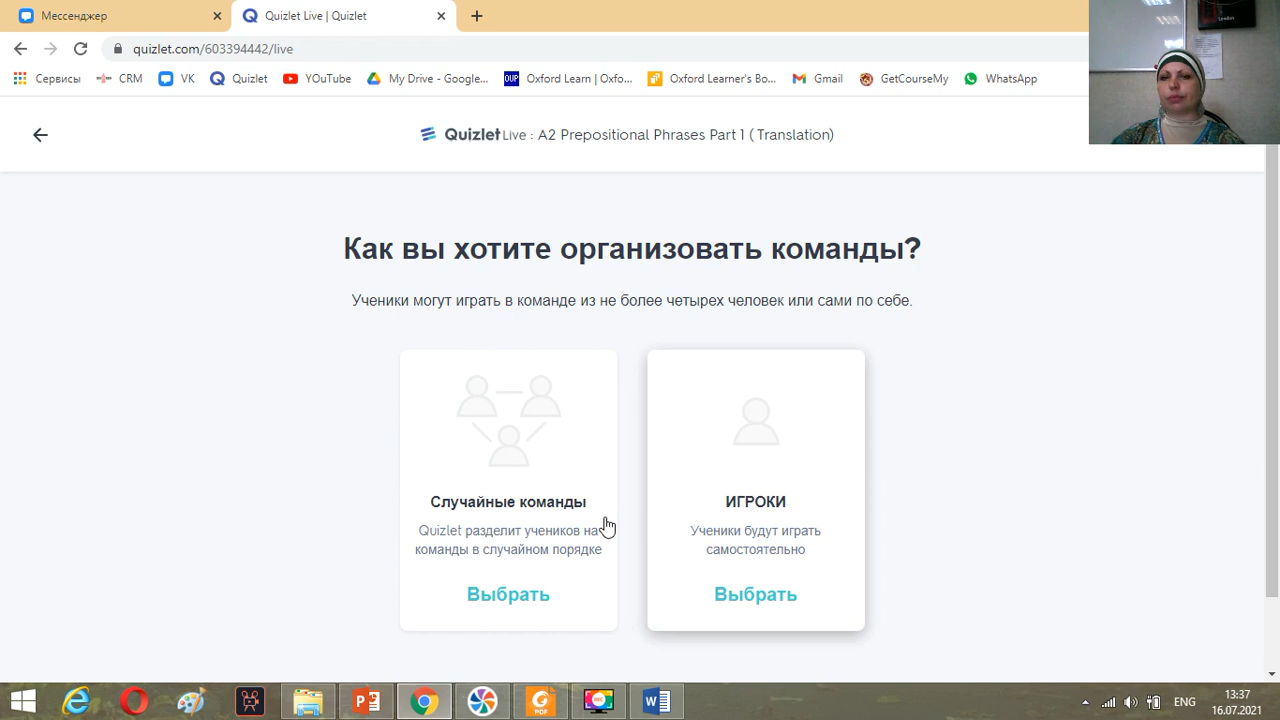 Мессенджер
Quizlet Live | Quizlet
quizlet.com/603394442/live
Сервисы CRM VK Quizlet YouTube My Drive - Google... Oxford Learn | Oxfo... Oxford Learner's Bo... Gmail GetCourseMy WhatsApp
Quizlet Live : A2 Prepositional Phrases Part 1 ( Translation)
Как вы хотите организовать команды?
Ученики могут играть в команде из не более четырех человек или сами по себе.
Случайные команды
Quizlet разделит учеников на
команды в случайном порядке
Выбрать
ИГРОКИ
Ученики будут играть
самостоятельно
Выбрать
ENG
13:37
16.07.2021